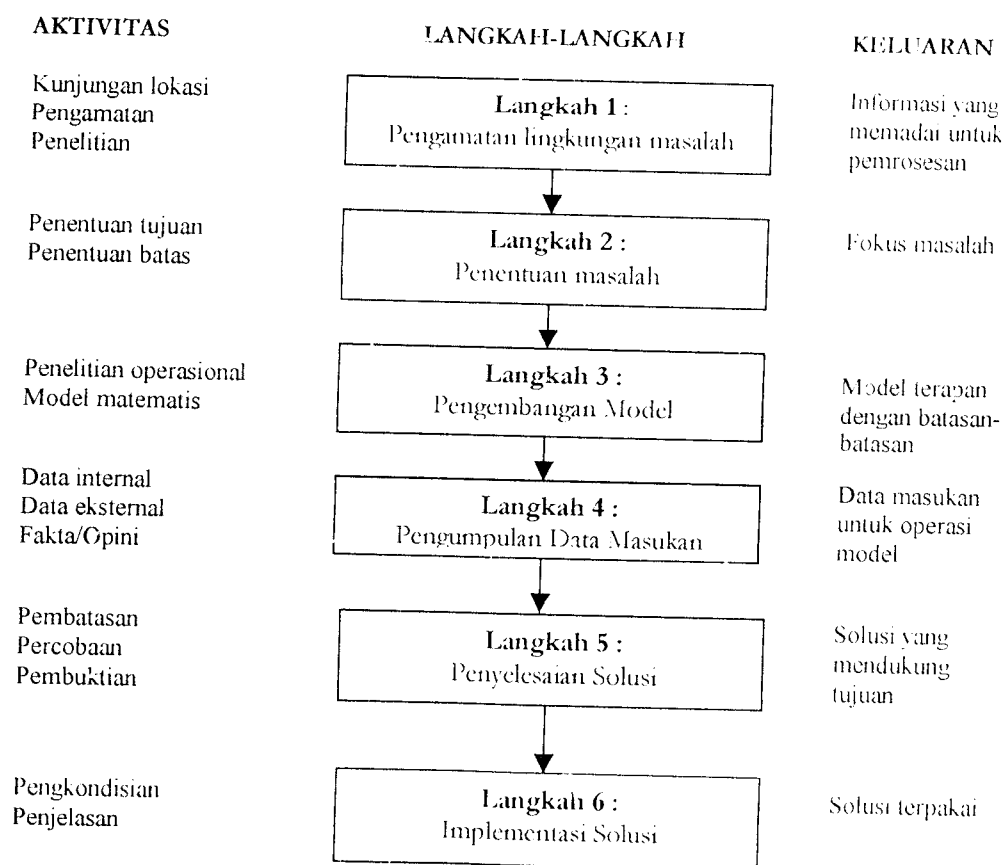 AKTIVITAS
LANGKAH-LANGKAH
KELUARAN
Kunjungan lokasi
Pengamatan
Penelitian
Langkah 1 :
Pengamatan lingkungan masalah
Informasi yang
memadai untuk
pemrosesan
Penentuan tujuan
Penentuan batas
Langkah 2 :
Penentuan masalah
Fokus masalah
Penelitian operasional
Model matematis
Langkah 3 :
Pengembangan Model
Model terapan
dengan batasan-
batasan
Data internal
Data eksternal
Fakta/Opini
Langkah 4 :
Pengumpulan Data Masukan
Data masukan
untuk operasi
model
Pembatasan
Percobaan
Pembuktian
Langkah 5 :
Penyelesaian Solusi
Solusi yang
mendukung
tujuan
Pengkondisian
Penjelasan
Langkah 6 :
Implementasi Solusi
Solusi terpakai